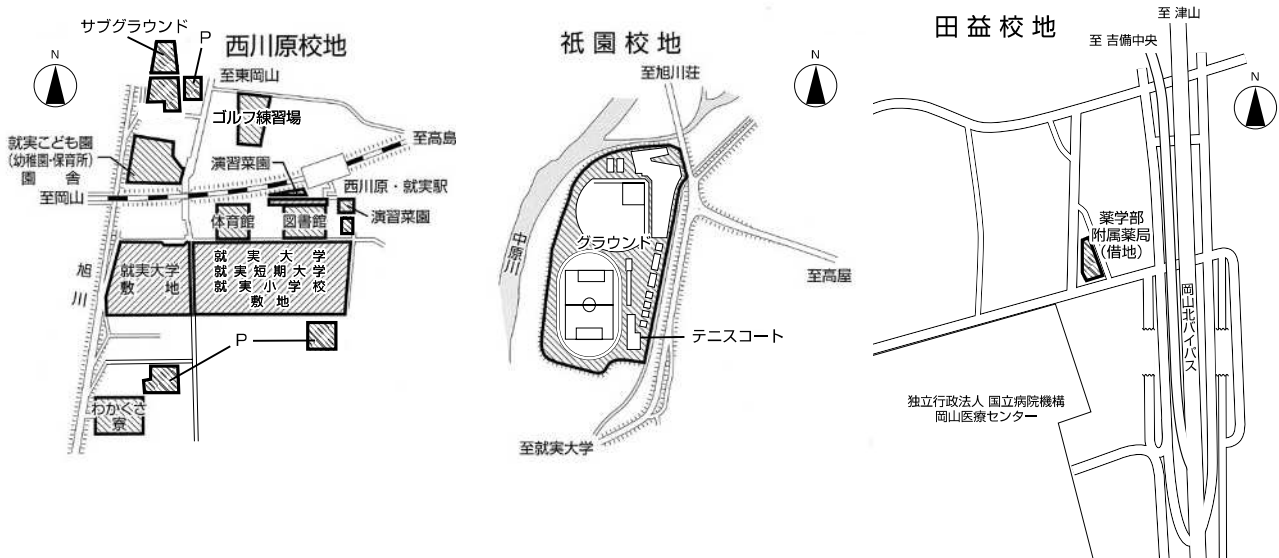 西川原校地
サブグラウンド
P
N
至東岡山
ゴルフ練習場
至高島
就実こども園
(幼稚園・保育所)
園舎
演習菜園
至岡山
西川原・就実駅
体育館
図書館
演習菜園
旭川
就実大学
敷地
就実大学
就実短期大学
就実小学校
敷地
P
わかくさ
寮
祇園校地
N
至旭川荘
中原川
グラウンド
至高屋
テニスコート
至就実大学
田益校地
至 津山
至 吉備中央
N
薬学部
附属薬局
(借地)
岡山北バイパス
独立行政法人 国立病院機構
岡山医療センター